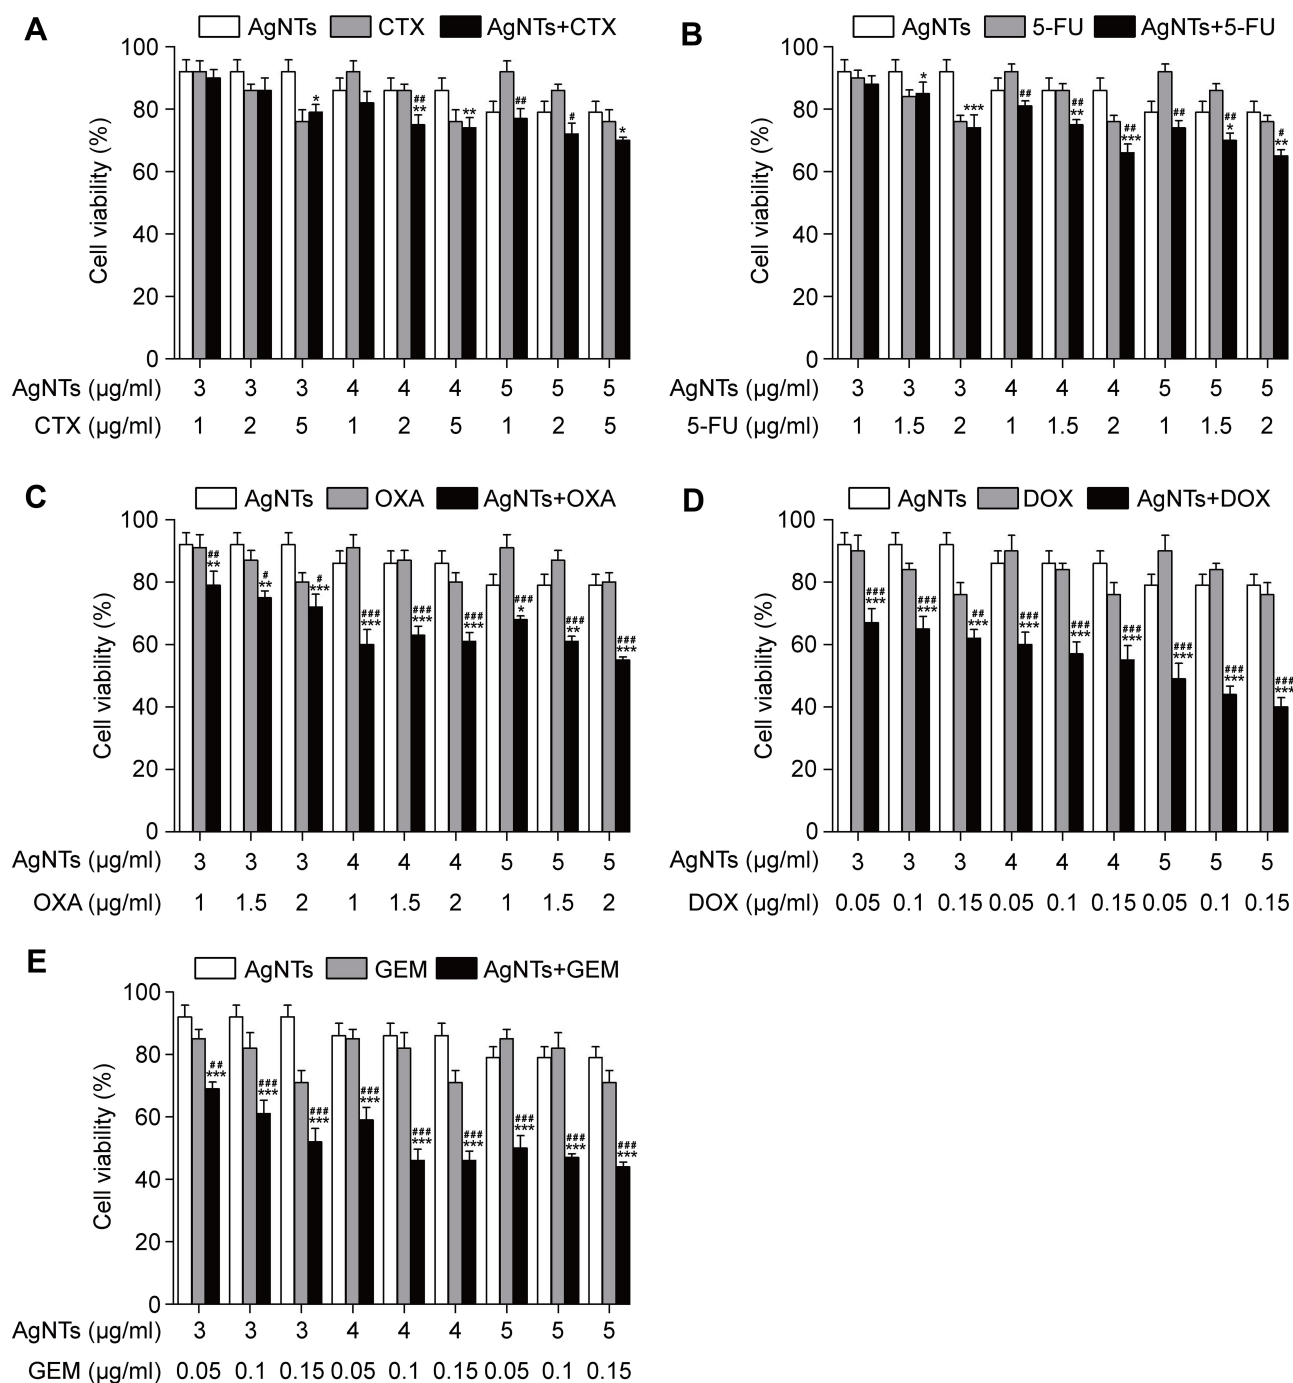 A
AgNTs CTX AgNTs+CTX
100
80
60
40
20
0
Cell viability (%)
* ## ** ** ## # *
AgNTs (µg/ml) 3 3 3 4 4 4 5 5 5
CTX (µg/ml) 1 2 5 1 2 5 1 2 5
B
AgNTs 5-FU AgNTs+5-FU
100
80
60
40
20
0
Cell viability (%)
* *** ## ## ** ## *** ## ## * # **
AgNTs (µg/ml) 3 3 3 4 4 4 5 5 5
5-FU (µg/ml) 1 1.5 2 1 1.5 2 1 1.5 2
C
AgNTs OXA AgNTs+OXA
100
80
60
40
20
0
Cell viability (%)
## ** # ** # *** ### *** ### *** ### *** ### * ### ** ### ***
AgNTs (µg/ml) 3 3 3 4 4 4 5 5 5
OXA (µg/ml) 1 1.5 2 1 1.5 2 1 1.5 2
D
AgNTs DOX AgNTs+DOX
100
80
60
40
20
0
Cell viability (%)
### *** ### *** ## *** ### *** ### *** ### *** ### *** ### *** ### ***
AgNTs (µg/ml) 3 3 3 4 4 4 5 5 5
DOX (µg/ml) 0.05 0.1 0.15 0.05 0.1 0.15 0.05 0.1 0.15
E
AgNTs GEM AgNTs+GEM
100
80
60
40
20
0
Cell viability (%)
## *** ### *** ### *** ### *** ### *** ### *** ### *** ### *** ### ***
AgNTs (µg/ml) 3 3 3 4 4 4 5 5 5
GEM (µg/ml) 0.05 0.1 0.15 0.05 0.1 0.15 0.05 0.1 0.15